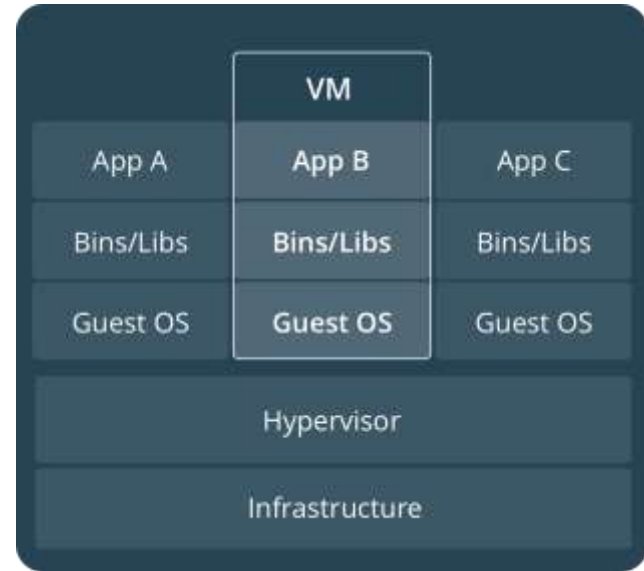 VM
App A App B App C
Bins/Libs Bins/Libs Bins/Libs
Guest OS Guest OS Guest OS
Hypervisor
Infrastructure